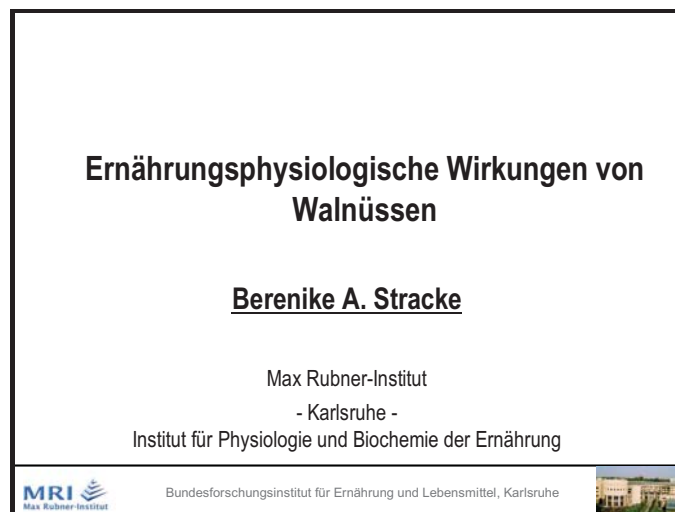 Ernährungsphysiologische Wirkungen von
Walnüssen
Berenike A. Stracke
Max Rubner-Institut
- Karlsruhe -
Institut für Physiologie und Biochemie der Ernährung
MRI
Max Rubner-Institut
Bundesforschungsinstitut für Ernährung und Lebensmittel, Karlsruhe